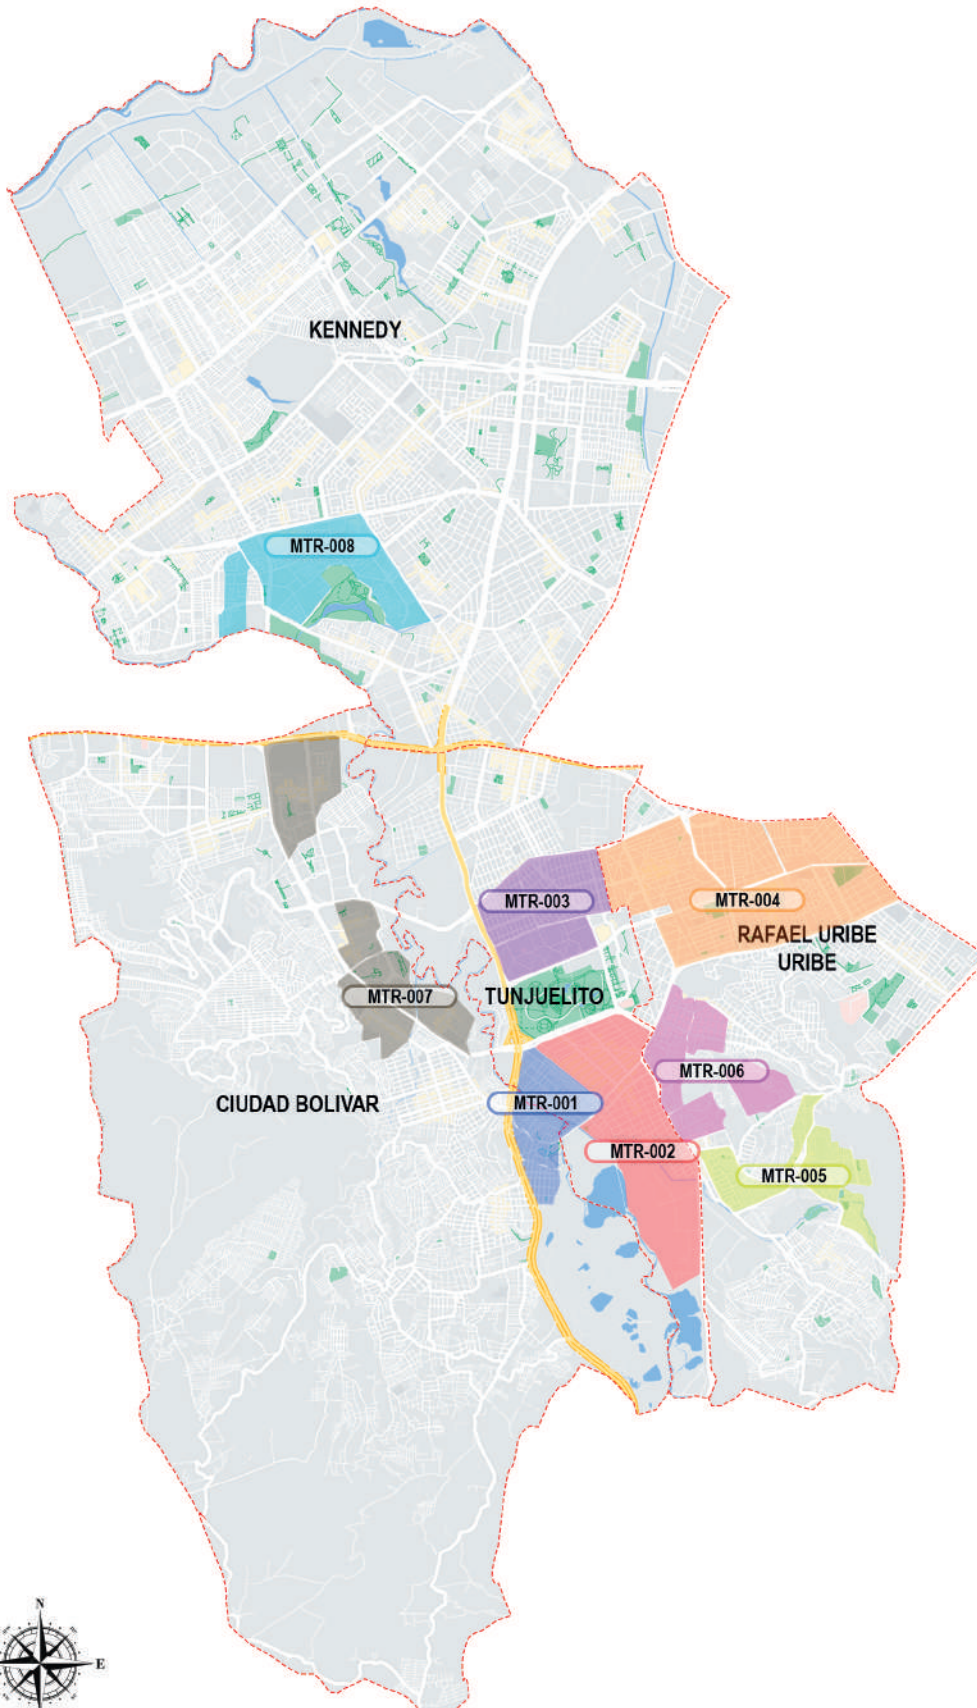 KENNEDY
MTR-008
MTR-003
MTR-004
RAFAEL URIBE
URIBE
MTR-007
TUNJUELITO
MTR-006
CIUDAD BOLIVAR
MTR-001
MTR-002
MTR-005
N
E